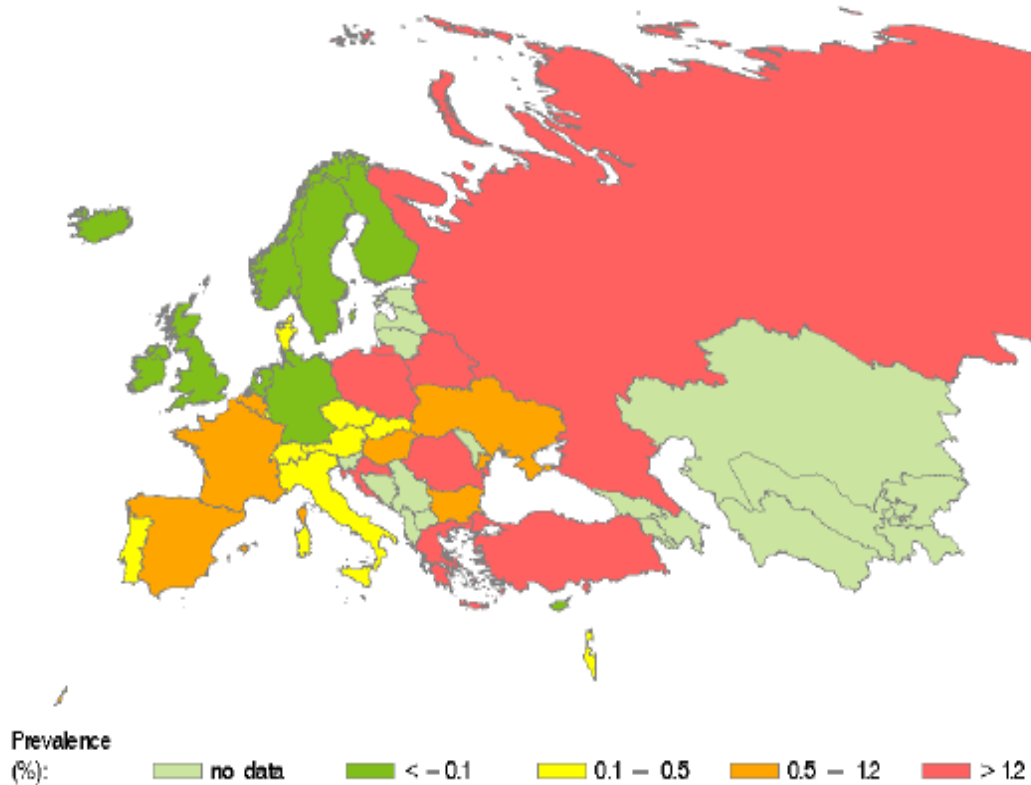 Prevalence
(%): no data < – 0.1 0.1 – 0.5 0.5 – 1.2 > 1.2